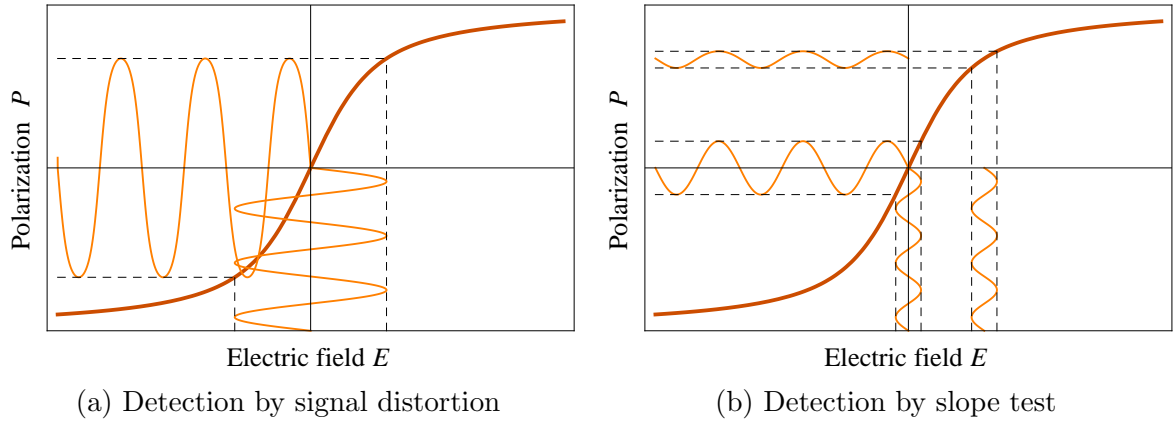 Polarization P
Electric field E
(a) Detection by signal distortion
Polarization P
Electric field E
(b) Detection by slope test